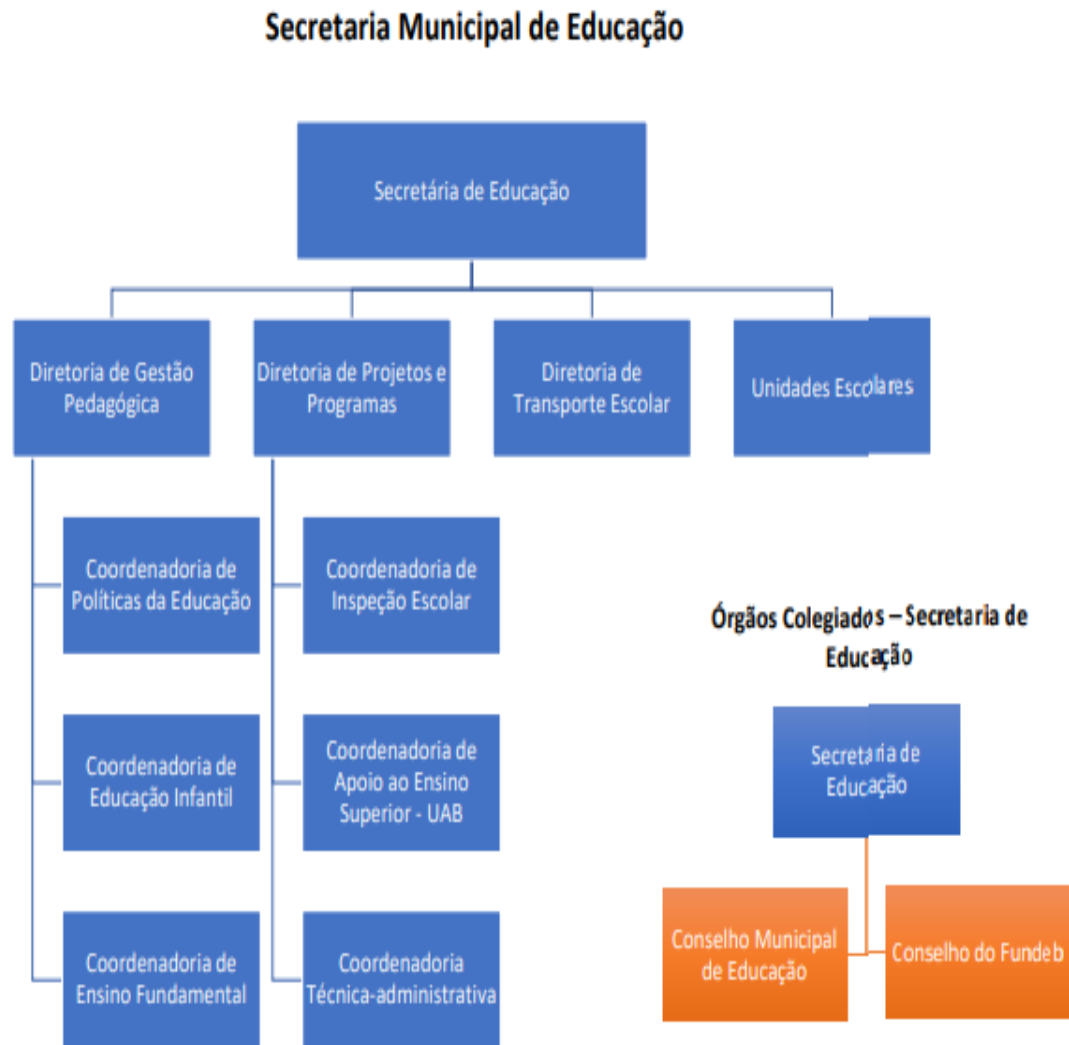 Secretaria Municipal de Educação
Secretária de Educação
Diretoria de Gestão
Pedagógica
Diretoria de Projetos e
Programas
Diretoria de
Transporte Escolar
Unidades Escolares
Coordenadoria de
Políticas da Educação
Coordenadoria de
Educação Infantil
Coordenadoria de
Ensino Fundamental
Coordenadoria de
Inspeção Escolar
Coordenadoria de
Apoio ao Ensino
Superior - UAB
Coordenadoria
Técnica-administrativa
Órgãos Colegiados – Secretaria de
Educação
Secretaria de
Educação
Conselho Municipal
de Educação
Conselho do Fundeb